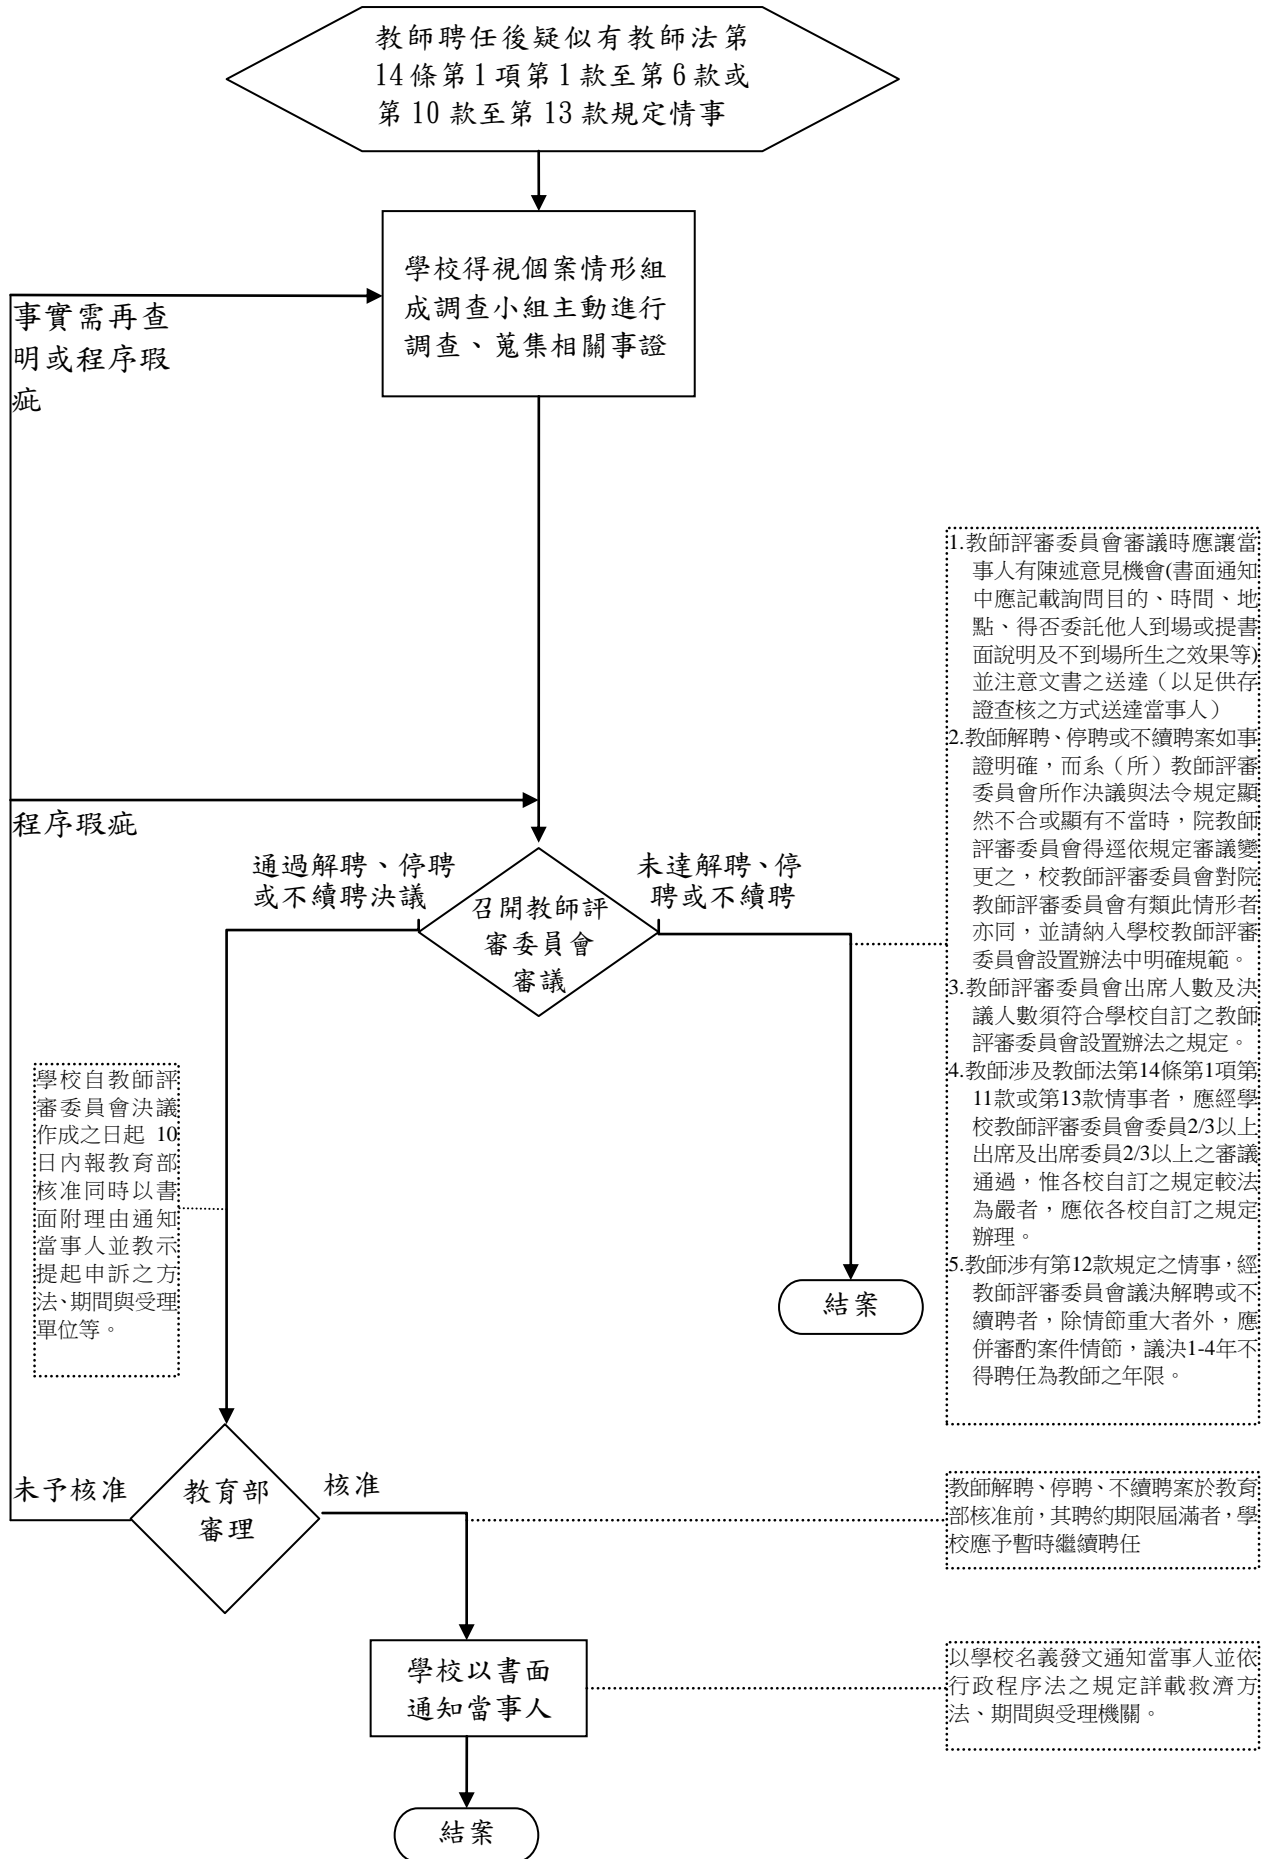 教師聘任後疑似有教師法第
14條第1項第1款至第6款或
第10款至第13款規定情事
學校得視個案情形組
成調查小組主動進行
調查、蒐集相關事證
事實需再查
明或程序瑕
疵
程序瑕疵
通過解聘、停聘
或不續聘決議
未達解聘、停
聘或不續聘
召開教師評
審委員會
審議
1.教師評審委員會審議時應讓當
事人有陳述意見機會(書面通知
中應記載詢問目的、時間、地
點、得否委託他人到場或提書
面說明及不到場所生之效果等)
並注意文書之送達（以足供存
證查核之方式送達當事人）
2.教師解聘、停聘或不續聘案如事
證明確，而系（所）教師評審
委員會所作決議與法令規定顯
然不合或顯有不當時，院教師
評審委員會得逕依規定審議變
更之，校教師評審委員會對院
教師評審委員會有類此情形者
亦同，並請納入學校教師評審
委員會設置辦法中明確規範。
3.教師評審委員會出席人數及決
議人數須符合學校自訂之教師
評審委員會設置辦法之規定。
4.教師涉及教師法第14條第1項第
11款或第13款情事者，應經學
校教師評審委員會委員2/3以上
出席及出席委員2/3以上之審議
通過，惟各校自訂之規定較法
為嚴者，應依各校自訂之規定
辦理。
5.教師涉有第12款規定之情事，經
教師評審委員會議決解聘或不
續聘者，除情節重大者外，應
併審酌案件情節，議決1-4年不
得聘任為教師之年限。
學校自教師評
審委員會決議
作成之日起 10
日內報教育部
核准同時以書
面附理由通知
當事人並教示
提起申訴之方
法、期間與受理
單位等。
結案
未予核准
教育部
審理
核准
教師解聘、停聘、不續聘案於教育
部核准前，其聘約期限屆滿者，學
校應予暫時繼續聘任
學校以書面
通知當事人
以學校名義發文通知當事人並依
行政程序法之規定詳載救濟方
法、期間與受理機關。
結案